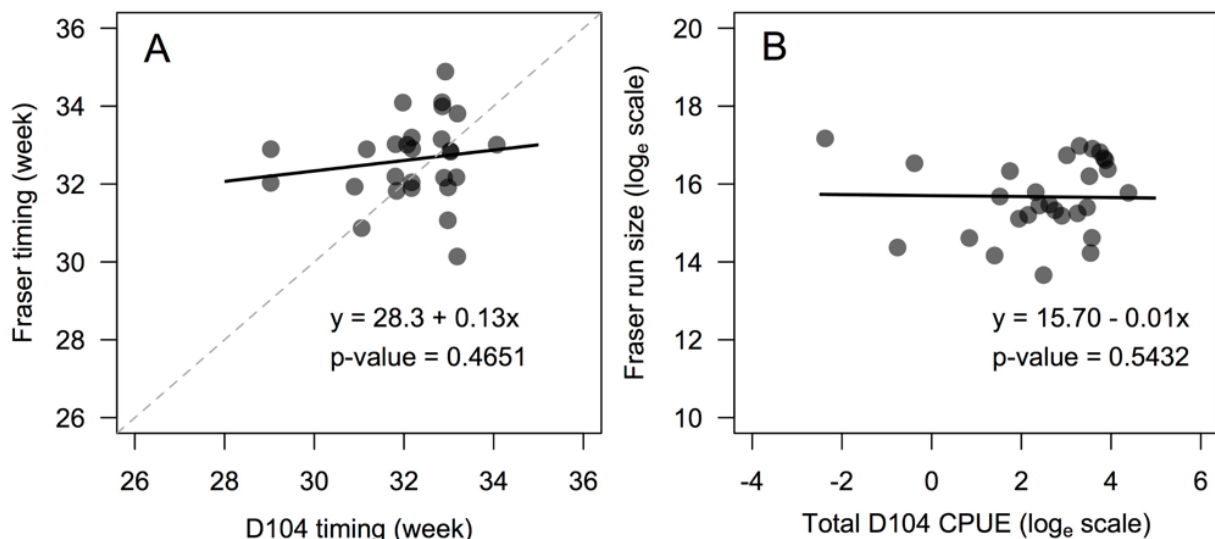 A
36
34
32
30
28
26
Fraser timing (week)
y = 28.3 + 0.13x
p-value = 0.4651
26 28 30 32 34 36
D104 timing (week)
B
20
18
16
14
12
10
Fraser run size (logₑ scale)
y = 15.70 - 0.01x
p-value = 0.5432
-4 -2 0 2 4 6
Total D104 CPUE (logₑ scale)